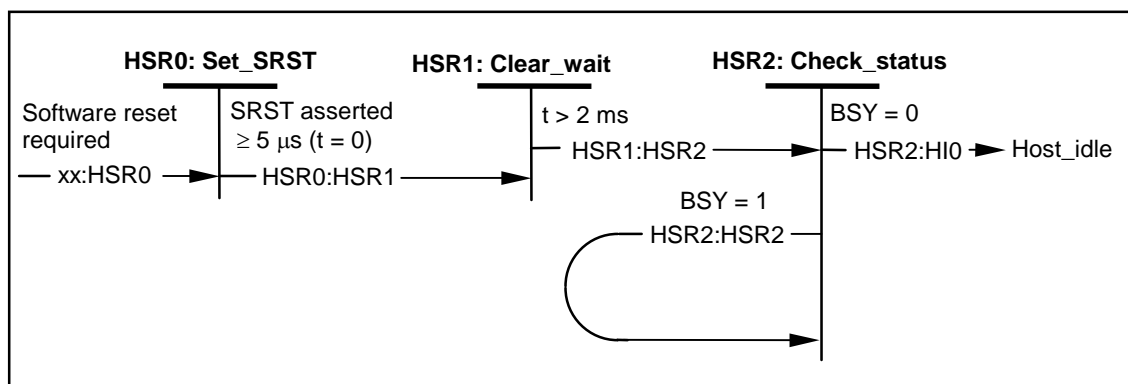 HSR0: Set_SRST
HSR1: Clear_wait
HSR2: Check_status
Software reset
required
SRST asserted
≥ 5 μs (t = 0)
t > 2 ms
BSY = 0
xx:HSR0
HSR0:HSR1
HSR1:HSR2
HSR2:HI0
Host_idle
BSY = 1
HSR2:HSR2